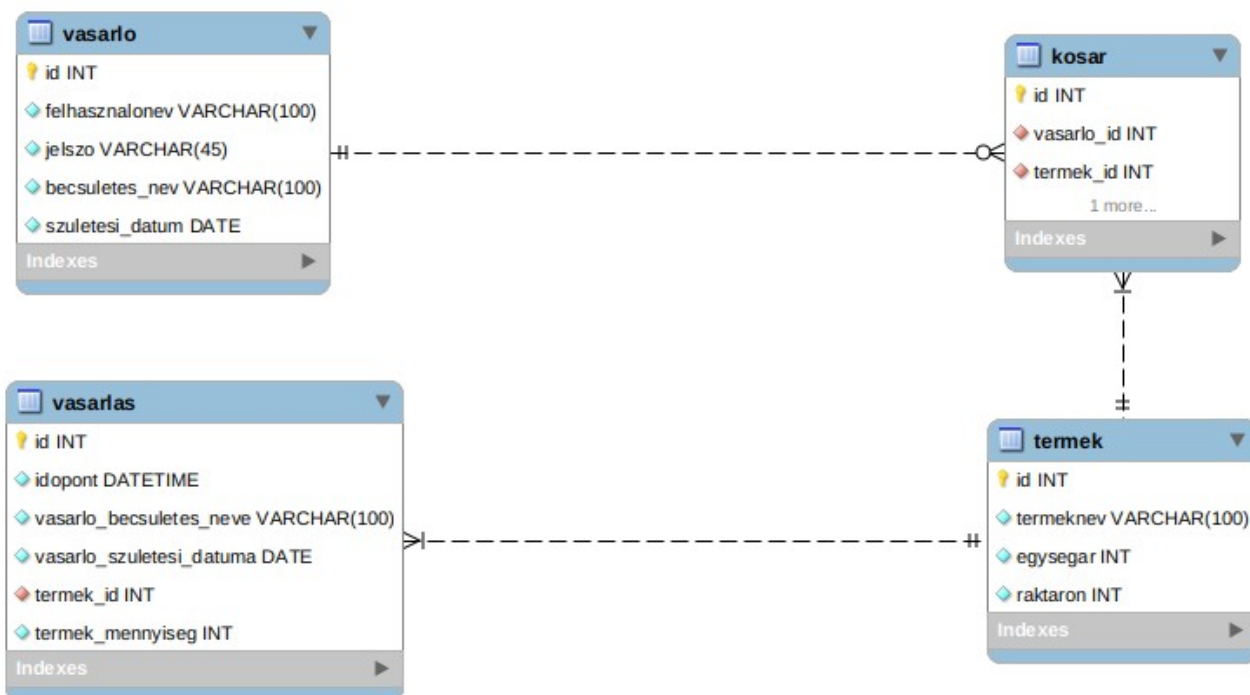 vasarlo
id INT
felhasznalonev VARCHAR(100)
jelszo VARCHAR(45)
becsuletes_nev VARCHAR(100)
szuletesi_datum DATE
Indexes
kosar
id INT
vasarlo_id INT
termek_id INT
1 more...
Indexes
vasarlas
id INT
idopont DATETIME
vasarlo_becsuletes_neve VARCHAR(100)
vasarlo_szuletesi_datuma DATE
termek_id INT
termek_mennyiseg INT
Indexes
termek
id INT
termeknev VARCHAR(100)
egysegar INT
raktaron INT
Indexes